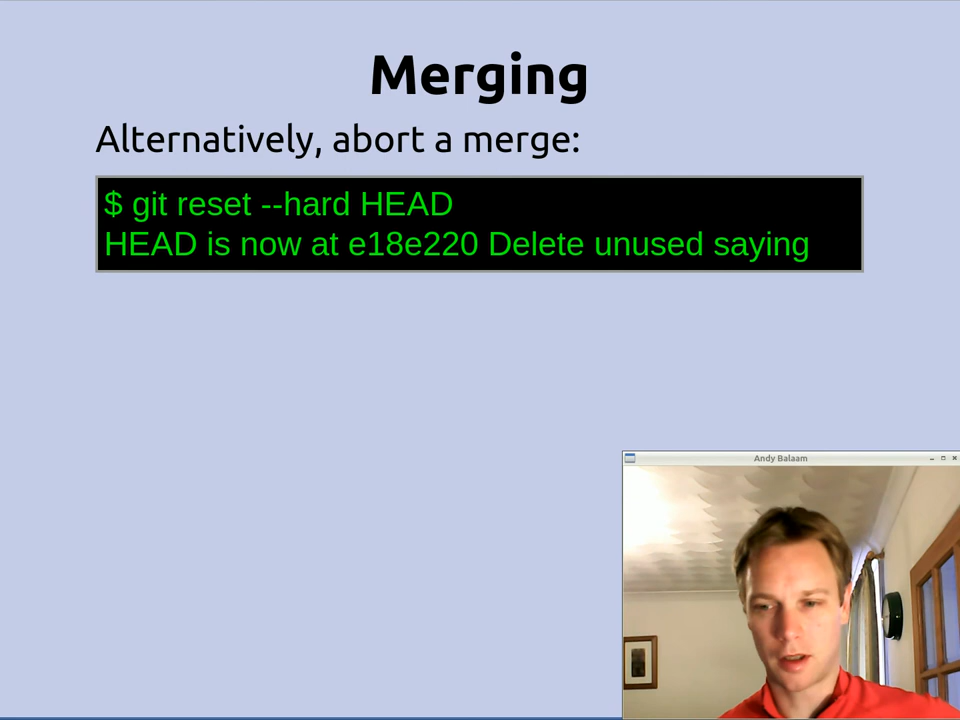 Merging
Alternatively, abort a merge:
$ git reset --hard HEAD
HEAD is now at e18e220 Delete unused saying
Andy Balaam